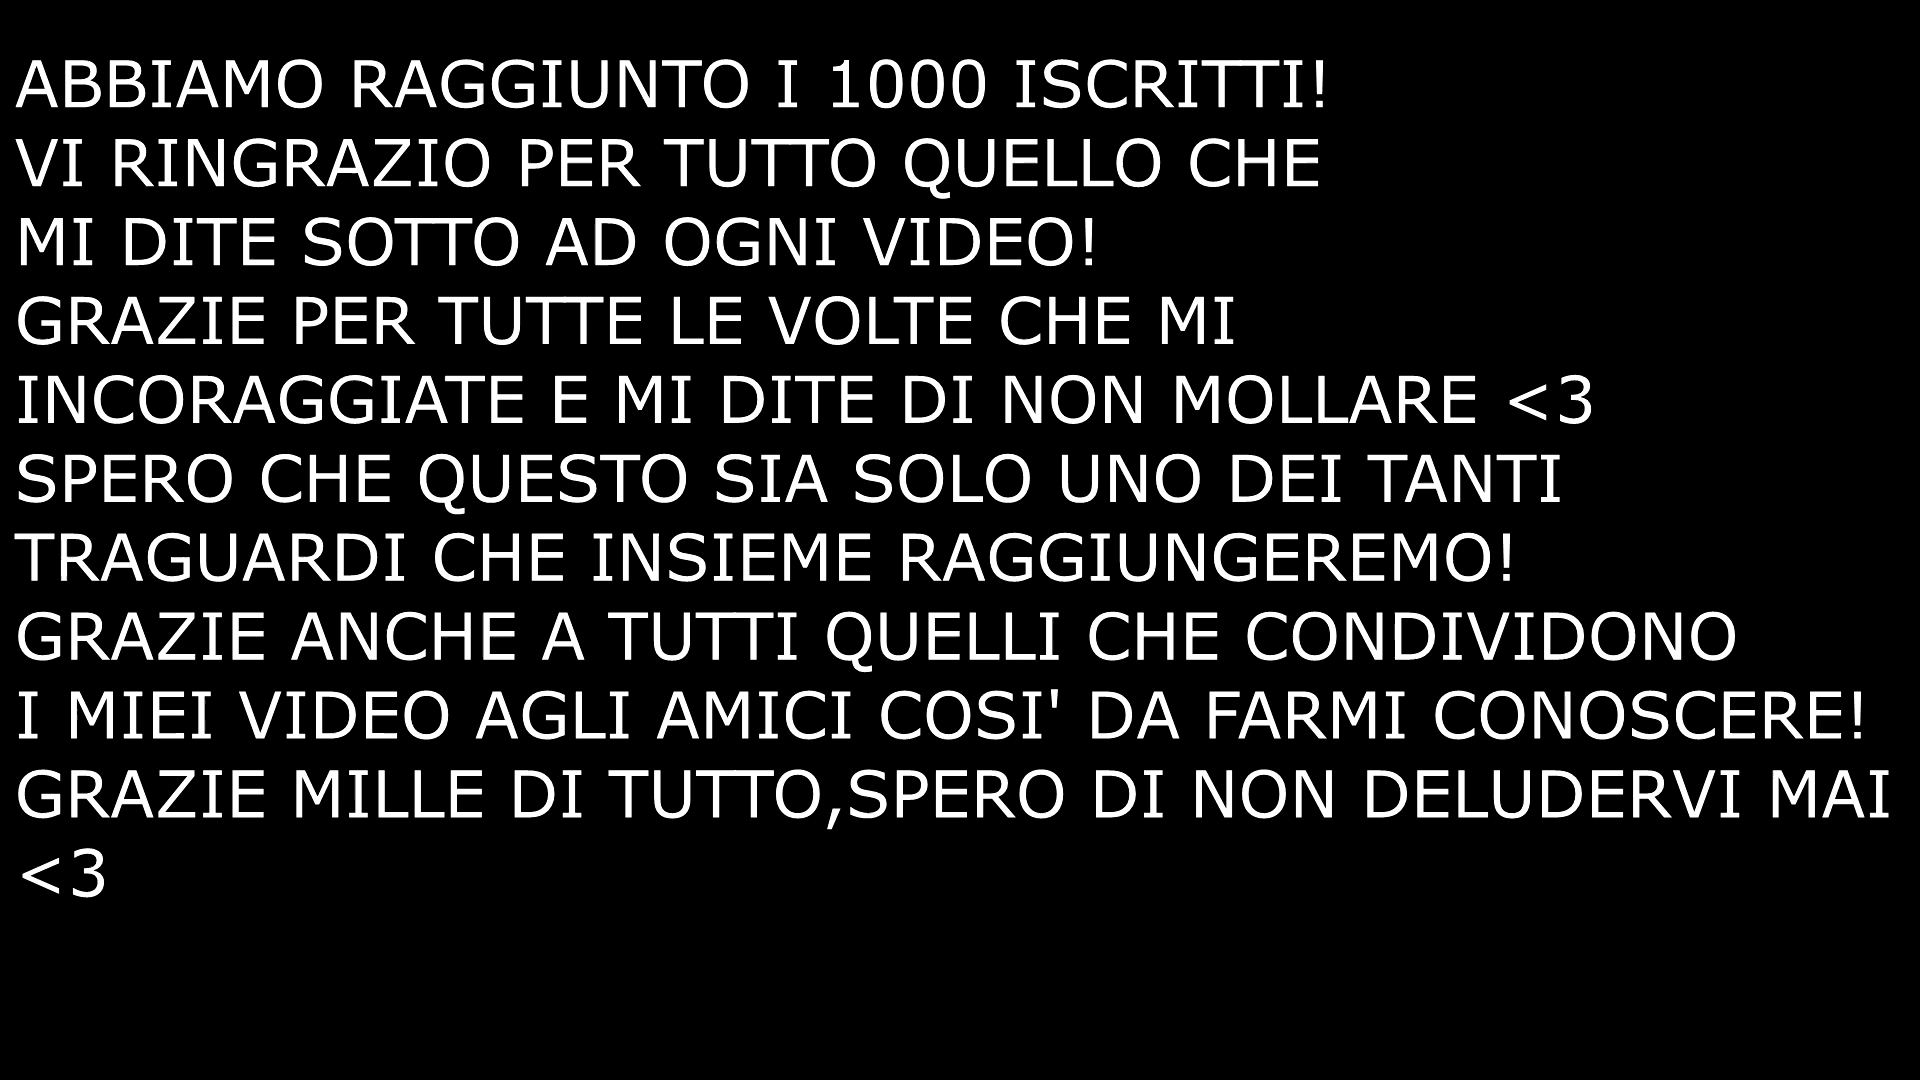 ABBIAMO RAGGIUNTO I 1000 ISCRITTI!
VI RINGRAZIO PER TUTTO QUELLO CHE
MI DITE SOTTO AD OGNI VIDEO!
GRAZIE PER TUTTE LE VOLTE CHE MI
INCORAGGIATE E MI DITE DI NON MOLLARE <3
SPERO CHE QUESTO SIA SOLO UNO DEI TANTI
TRAGUARDI CHE INSIEME RAGGIUNGEREMO!
GRAZIE ANCHE A TUTTI QUELLI CHE CONDIVIDONO
I MIEI VIDEO AGLI AMICI COSI' DA FARMI CONOSCERE!
GRAZIE MILLE DI TUTTO,SPERO DI NON DELUDERVI MAI
<3